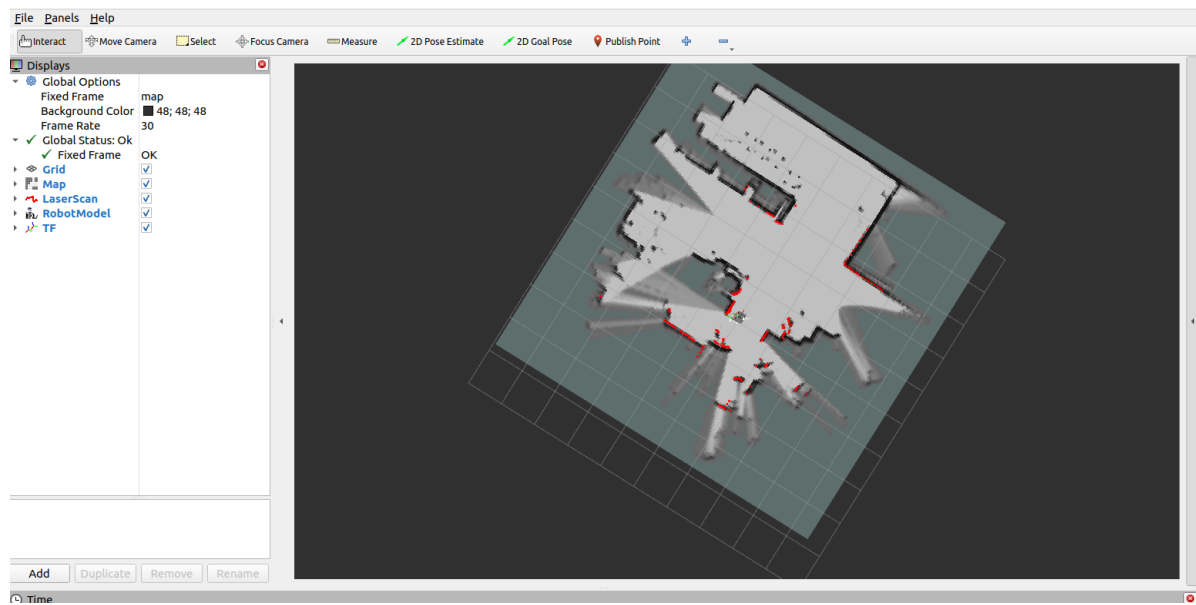 File Panels Help
Interact Move Camera Select Focus Camera Measure 2D Pose Estimate 2D Goal Pose Publish Point
Displays
Global Options
Fixed Frame map
Background Color 48; 48; 48
Frame Rate 30
Global Status: Ok
Fixed Frame OK
Grid
Map
LaserScan
RobotModel
TF
Add Duplicate Remove Rename
Time